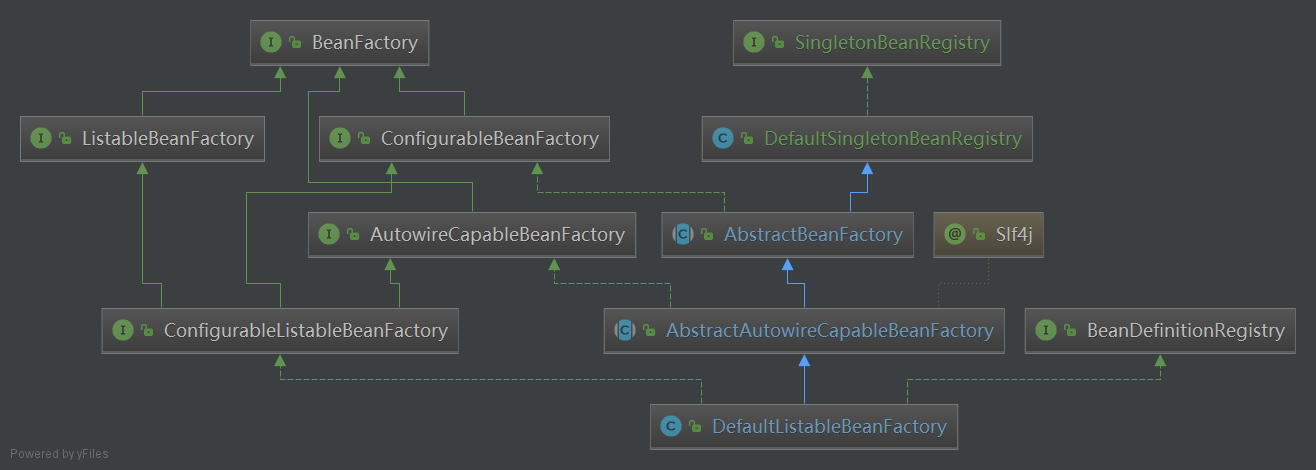 BeanFactory
SingletonBeanRegistry
ListableBeanFactory
ConfigurableBeanFactory
DefaultSingletonBeanRegistry
AutowireCapableBeanFactory
AbstractBeanFactory
Slf4j
ConfigurableListableBeanFactory
AbstractAutowireCapableBeanFactory
BeanDefinitionRegistry
DefaultListableBeanFactory
Powered by yFiles